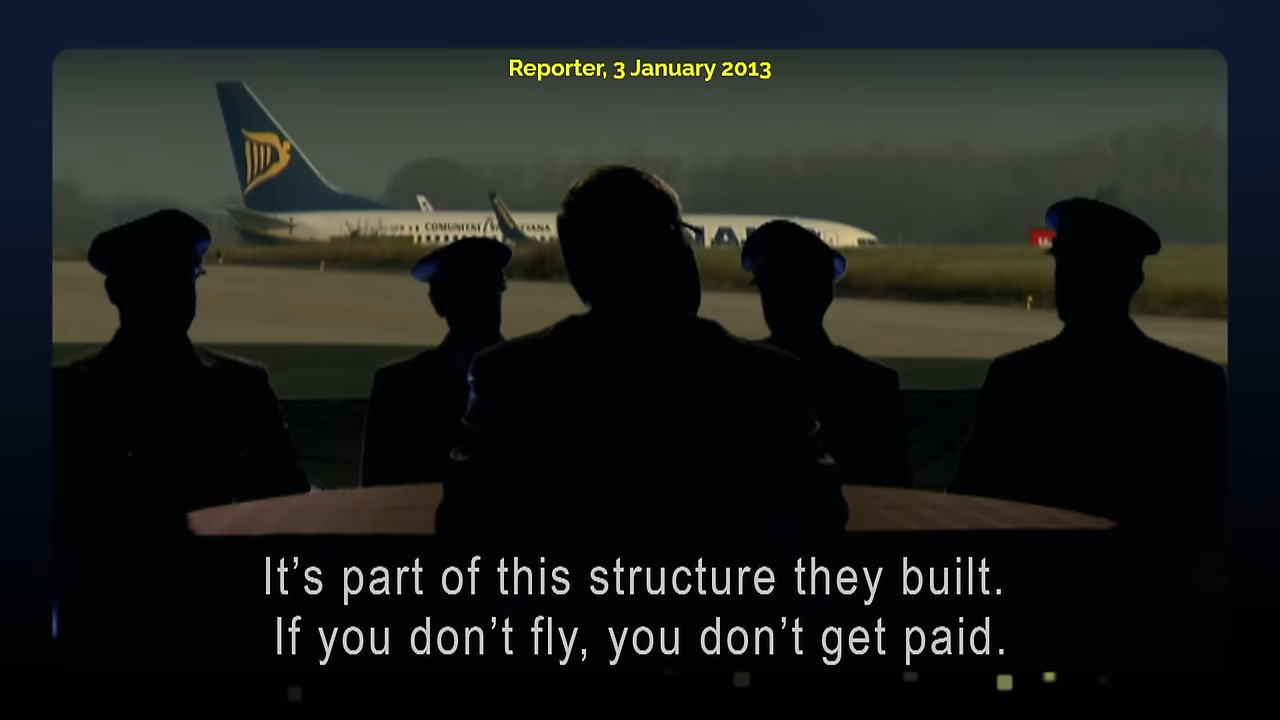 Reporter, 3 January 2013
COMUNITAT
It’s part of this structure they built.
If you don’t fly, you don’t get paid.